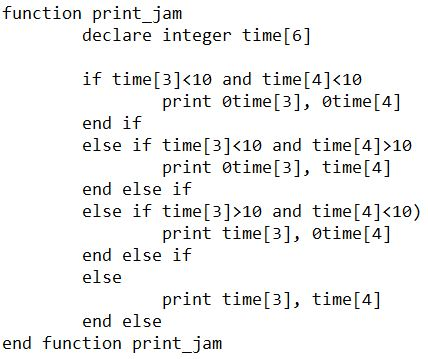 function print_jam
declare integer time[6]
if time[3]<10 and time[4]<10
print 0time[3], 0time[4]
end if
else if time[3]<10 and time[4]>10
print 0time[3], time[4]
end else if
else if time[3]>10 and time[4]<10)
print time[3], 0time[4]
end else if
else
print time[3], time[4]
end else
end function print_jam